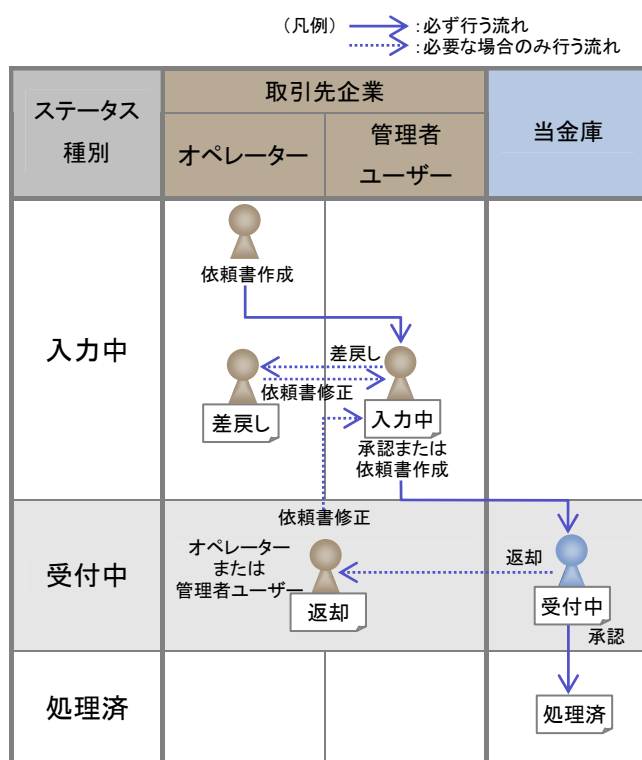 (凡例)
:必ず行う流れ
:必要な場合のみ行う流れ
ステータス
種別
取引先企業
オペレーター
管理者
ユーザー
当金庫
入力中
依頼書作成
差戻し
依頼書修正
差戻し
入力中
承認または
依頼書作成
受付中
依頼書修正
オペレーター
または
管理者ユーザー
返却
返却
受付中
承認
処理済
処理済